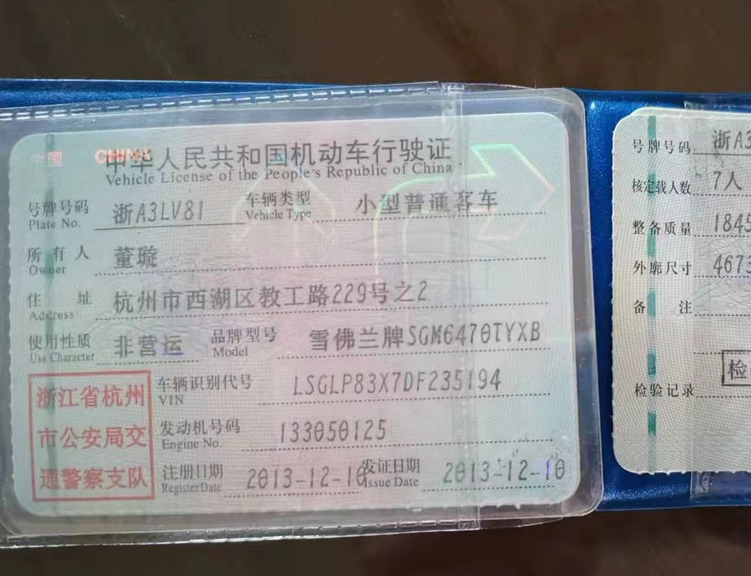 中国 CHINA
中华人民共和国机动车行驶证
Vehicle License of the People's Republic of China
号牌号码 浙A3LV81 车辆类型 小型普通客车
Plate No. Vehicle Type
所有人 董璇
Owner
住址 杭州市西湖区教工路229号之2
Address
使用性质 非营运 品牌型号 雪佛兰牌SGM6470TYXB
Use Character Model
浙江省杭州
市公安局交
通警察支队
车辆识别代号 LSGLP83X7DF235194
VIN
发动机号码 133050125
Engine No.
注册日期 2013-12-10 发证日期 2013-12-10
Register Date Issue Date
号牌号码 浙A3
核定载人数 7人
整备质量 1845
外廓尺寸 4673
备注
检
检验记录